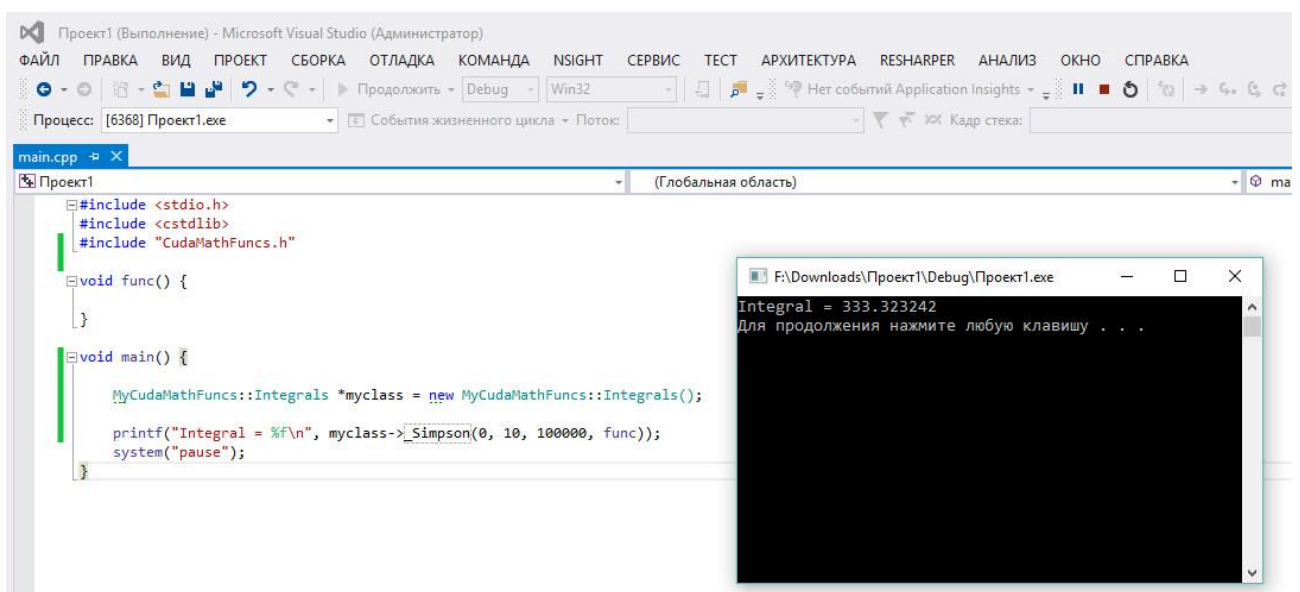 Проект1 (Выполнение) - Microsoft Visual Studio (Администратор)
ФАЙЛ ПРАВКА ВИД ПРОЕКТ СБОРКА ОТЛАДКА КОМАНДА NSIGHT СЕРВИС ТЕСТ АРХИТЕКТУРА RESHARPER АНАЛИЗ ОКНО СПРАВКА
Продолжить Debug Win32 Нет событий Application Insights
Процесс: [6368] Проект1.exe События жизненного цикла Поток: Кадр стека:
main.cpp
Проект1 (Глобальная область) ma
#include <stdio.h>
#include <cstdlib>
#include "CudaMathFuncs.h"
void func() {
}
void main() {
MyCudaMathFuncs::Integrals *myclass = new MyCudaMathFuncs::Integrals();
printf("Integral = %f\n", myclass->_Simpson(0, 10, 100000, func));
system("pause");
}
F:\Downloads\Проект1\Debug\Проект1.exe
Integral = 333.323242
Для продолжения нажмите любую клавишу . . .